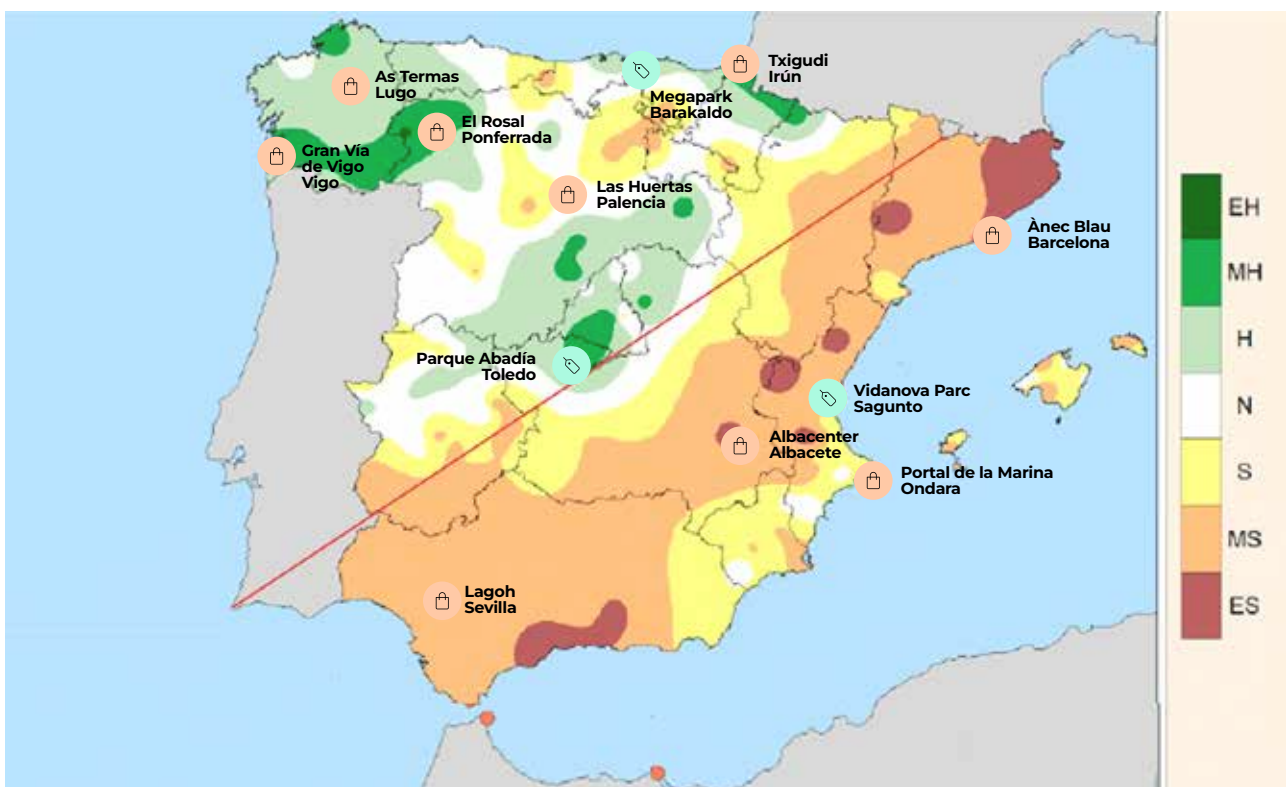 As Termas
Lugo
Txigudi
Irún
Megapark
Barakaldo
El Rosal
Ponferrada
Gran Vía
de Vigo
Vigo
Las Huertas
Palencia
Ànec Blau
Barcelona
Parque Abadía
Toledo
Vidanova Parc
Sagunto
Albacenter
Albacete
Portal de la Marina
Ondara
Lagoh
Sevilla
EH
MH
H
N
S
MS
ES